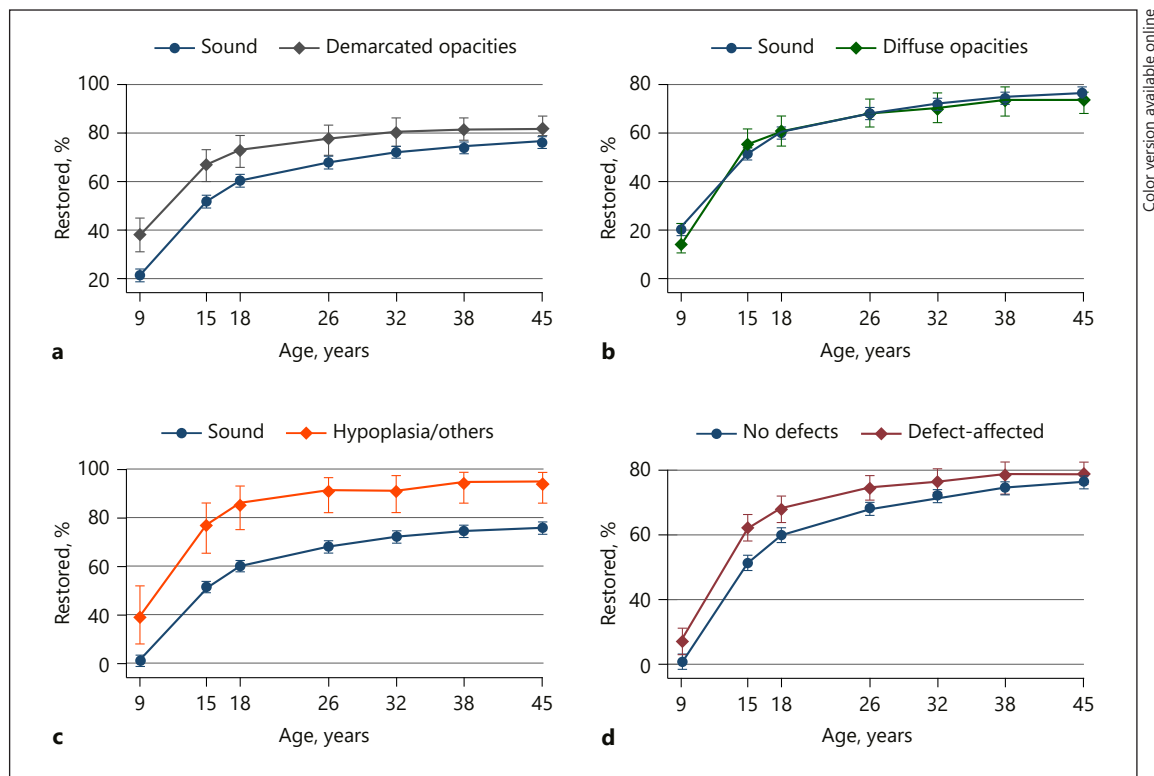 Color version available online
Sound Demarcated opacities
100
80
60
40
20
Restored, %
9 15 18 26 32 38 45
Age, years
a
Sound Diffuse opacities
80
60
40
20
0
Restored, %
9 15 18 26 32 38 45
Age, years
b
Sound Hypoplasia/others
100
80
60
40
0
Restored, %
9 15 18 26 32 38 45
Age, years
c
No defects Defect-affected
80
60
40
0
Restored, %
9 15 18 26 32 38 45
Age, years
d